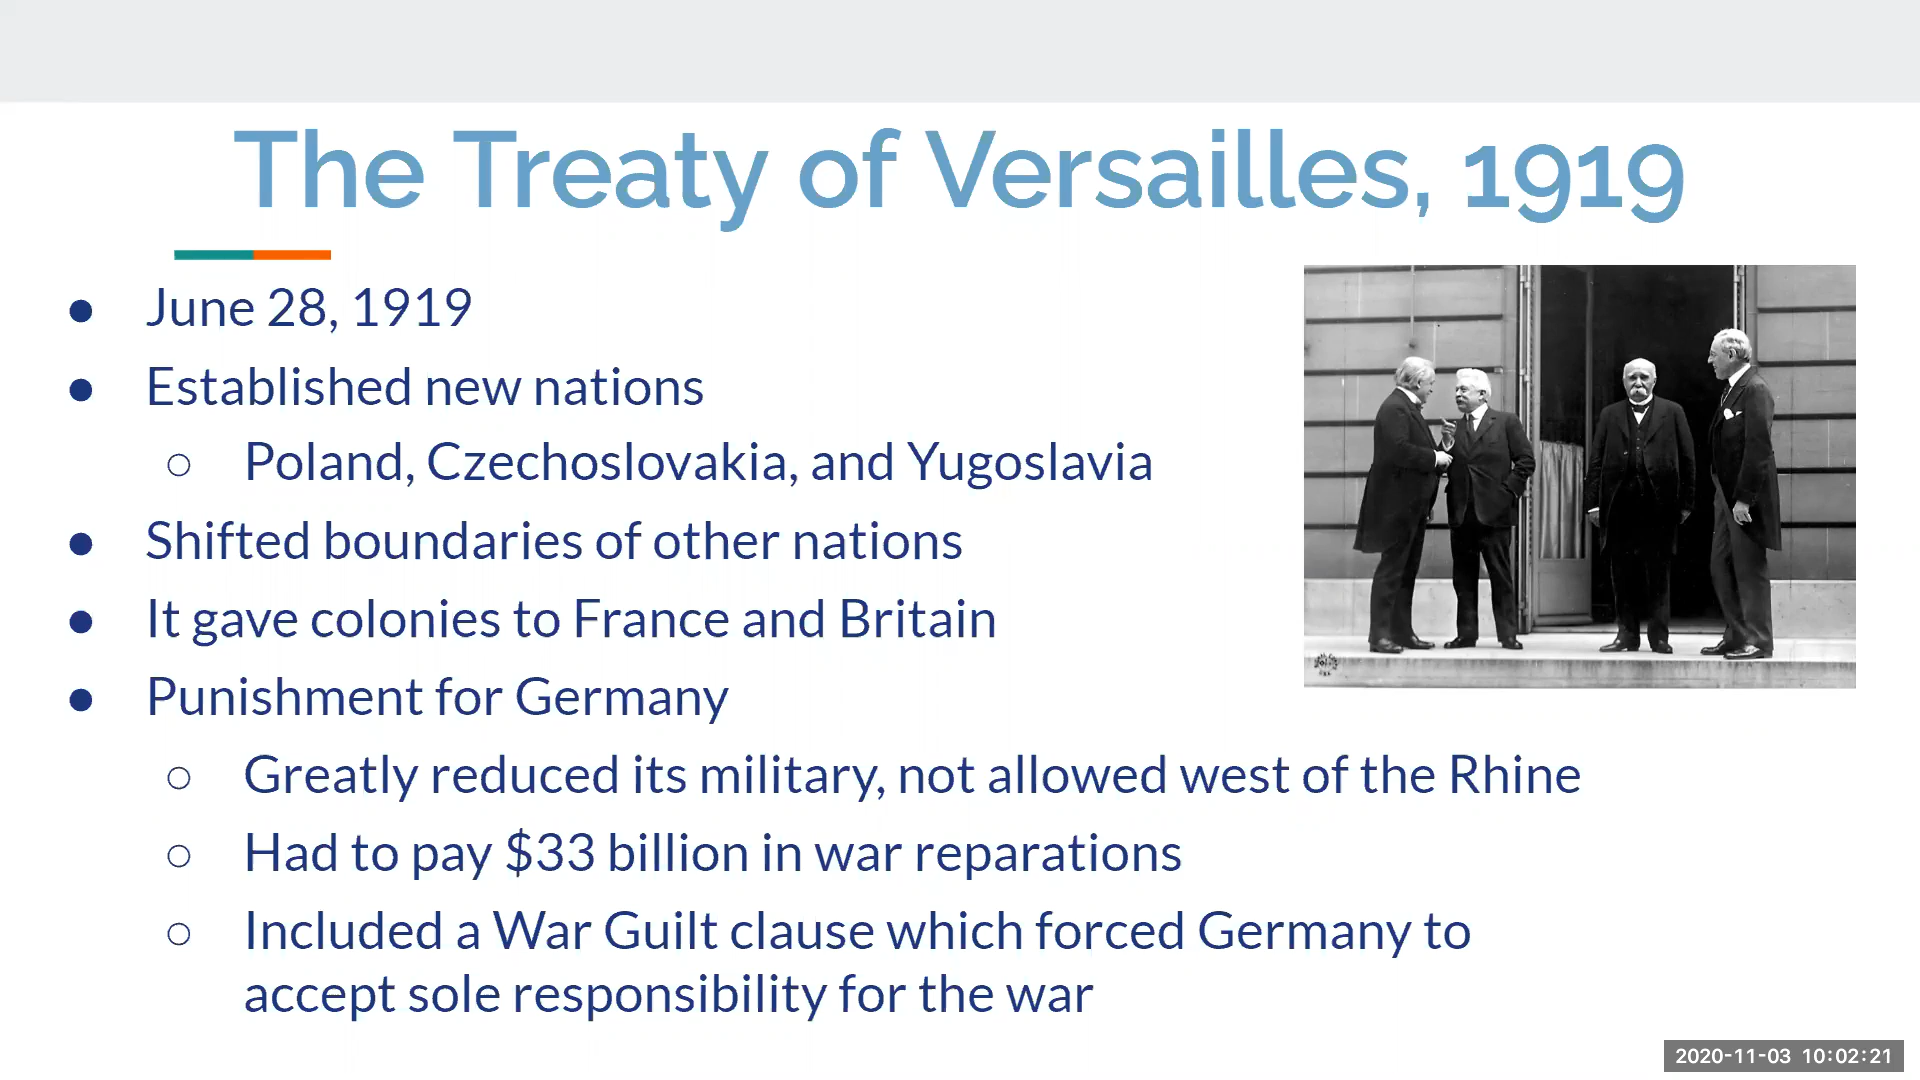 The Treaty of Versailles, 1919
● June 28, 1919
● Established new nations
○ Poland, Czechoslovakia, and Yugoslavia
● Shifted boundaries of other nations
● It gave colonies to France and Britain
● Punishment for Germany
○ Greatly reduced its military, not allowed west of the Rhine
○ Had to pay $33 billion in war reparations
○ Included a War Guilt clause which forced Germany to
accept sole responsibility for the war
2020-11-03 10:02:21